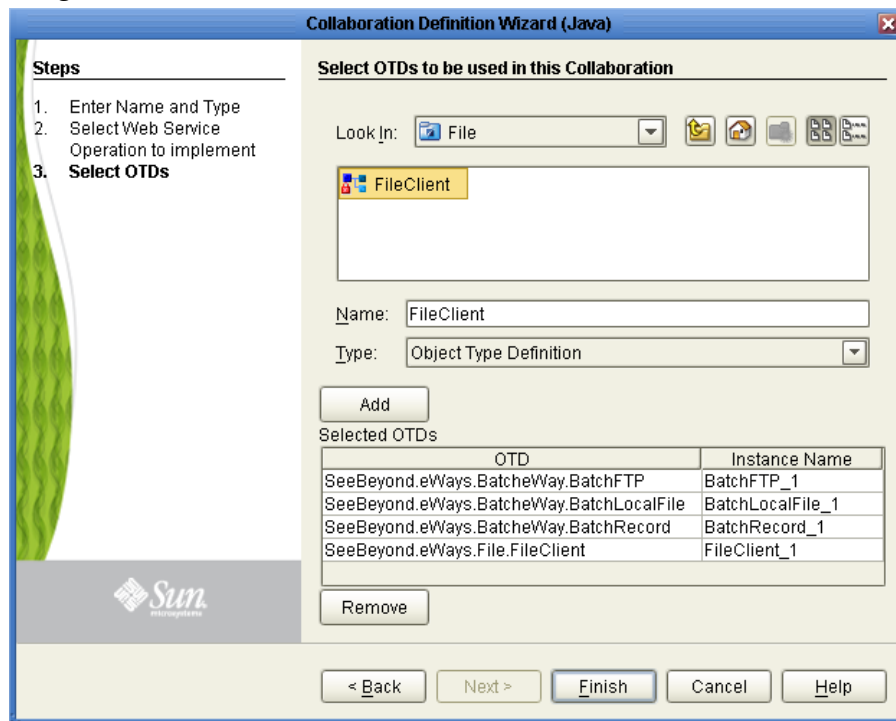 Collaboration Definition Wizard (Java)
Steps
1. Enter Name and Type
2. Select Web Service
Operation to implement
3. Select OTDs
Select OTDs to be used in this Collaboration
Look In: File
FileClient
Name: FileClient
Type: Object Type Definition
Add
Selected OTDs
OTD Instance Name
SeeBeyond.eWays.BatcheWay.BatchFTP BatchFTP_1
SeeBeyond.eWays.BatcheWay.BatchLocalFile BatchLocalFile_1
SeeBeyond.eWays.BatcheWay.BatchRecord BatchRecord_1
SeeBeyond.eWays.File.FileClient FileClient_1
Sun
microsystems
Remove
< Back Next > Finish Cancel Help